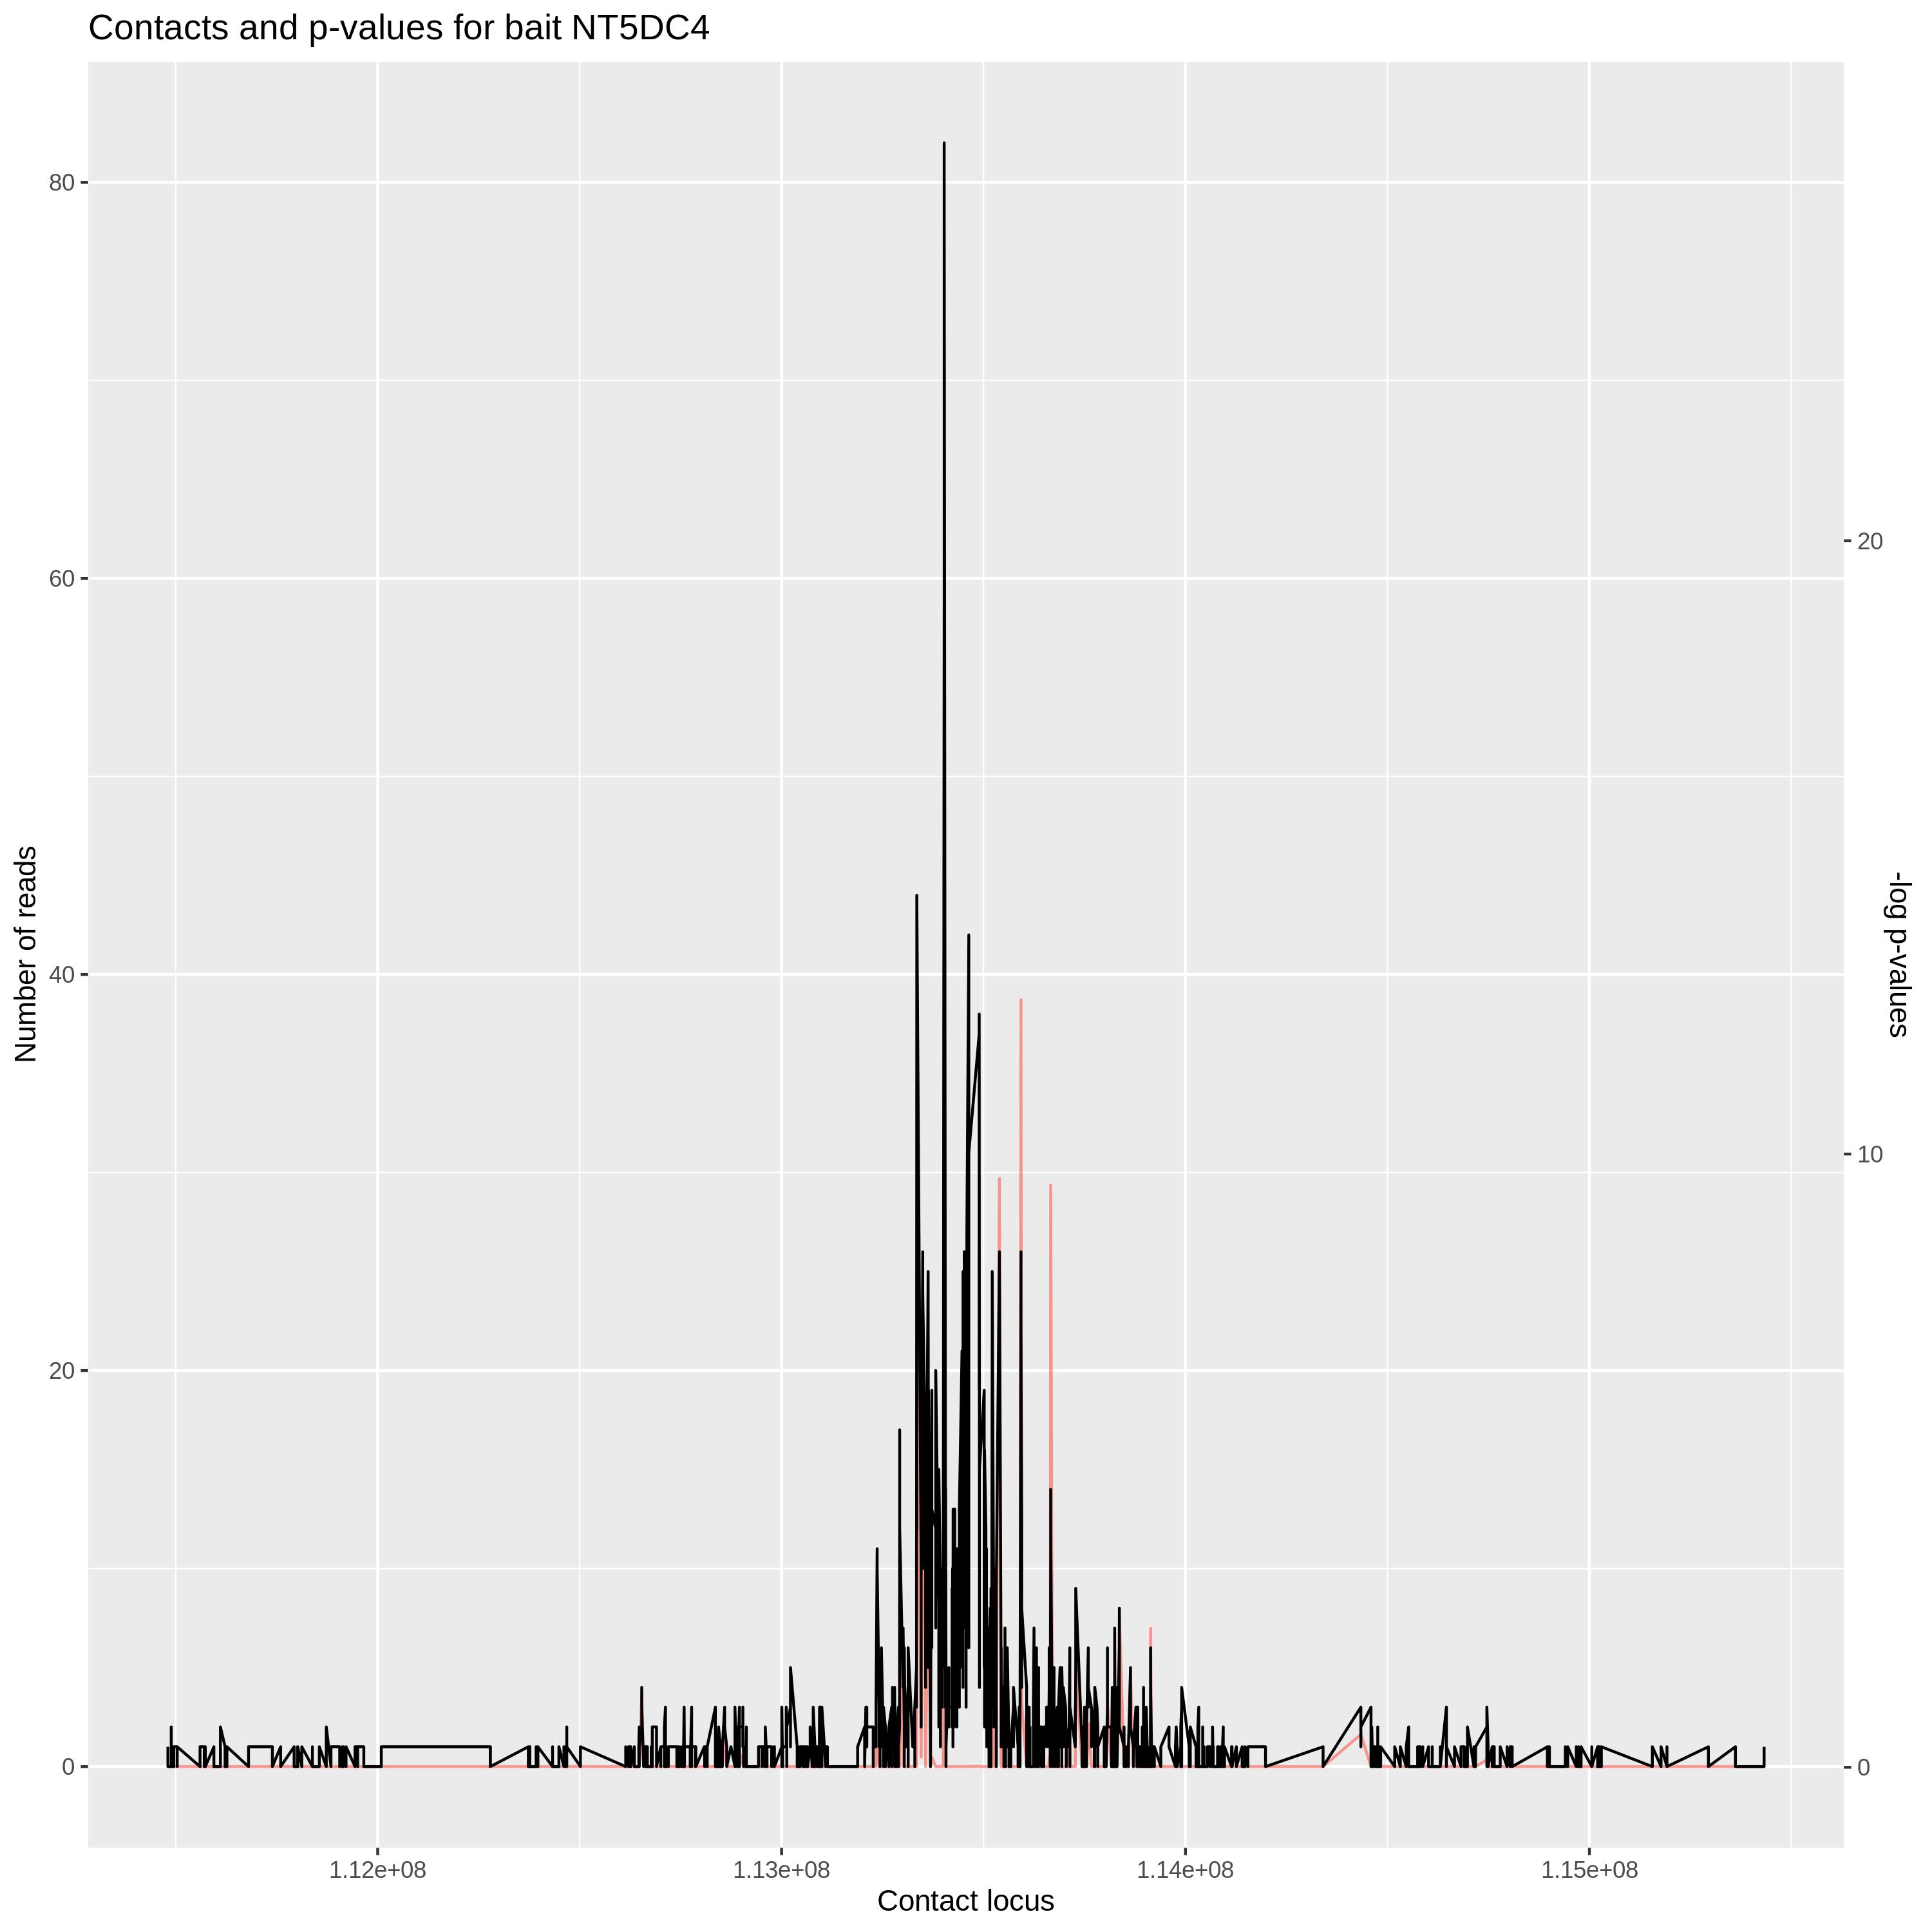 Contacts and p-values for bait NT5DC4
80
60
40
20
0
Number of reads
20
10
0
-log p-values
1.12e+08
1.13e+08
1.14e+08
1.15e+08
Contact locus